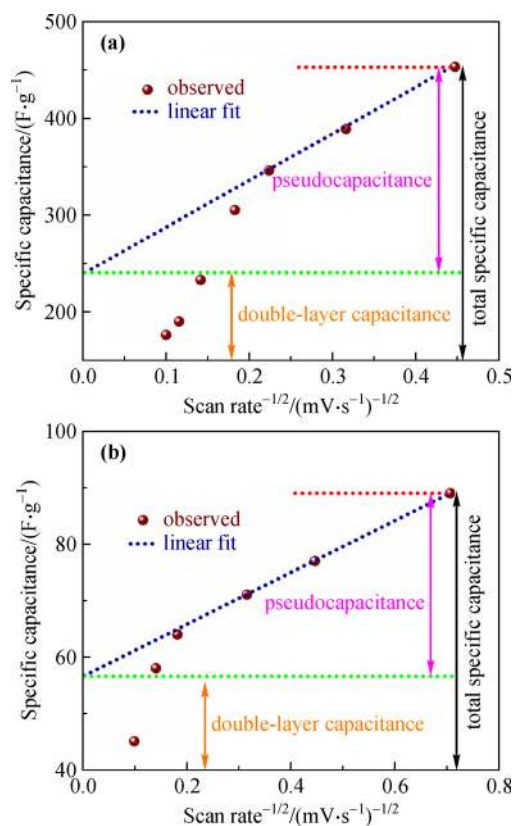 (a)
observed
linear fit
pseudocapacitance
double-layer capacitance
total specific capacitance
Specific capacitance/(F·g⁻¹)
500
400
300
200
0.0 0.1 0.2 0.3 0.4 0.5
Scan rate⁻¹/²/(mV·s⁻¹)⁻¹/²
(b)
observed
linear fit
pseudocapacitance
double-layer capacitance
total specific capacitance
Specific capacitance/(F·g⁻¹)
100
80
60
40
0.0 0.2 0.4 0.6 0.8
Scan rate⁻¹/²/(mV·s⁻¹)⁻¹/²